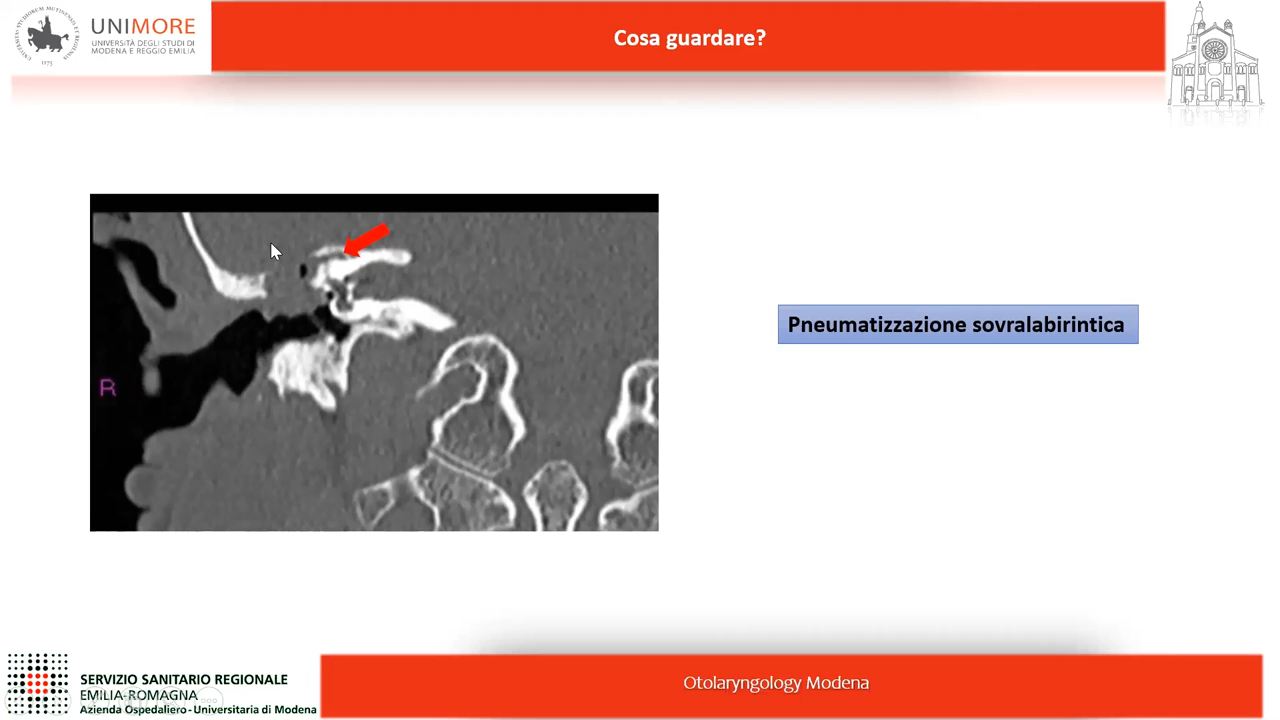 UNIMORE
UNIVERSITÀ DEGLI STUDI DI
MODENA E REGGIO EMILIA
1175
Cosa guardare?
R
Pneumatizzazione sovralabirintica
SERVIZIO SANITARIO REGIONALE
EMILIA-ROMAGNA
Azienda Ospedaliero - Universitaria di Modena
Otolaryngology Modena